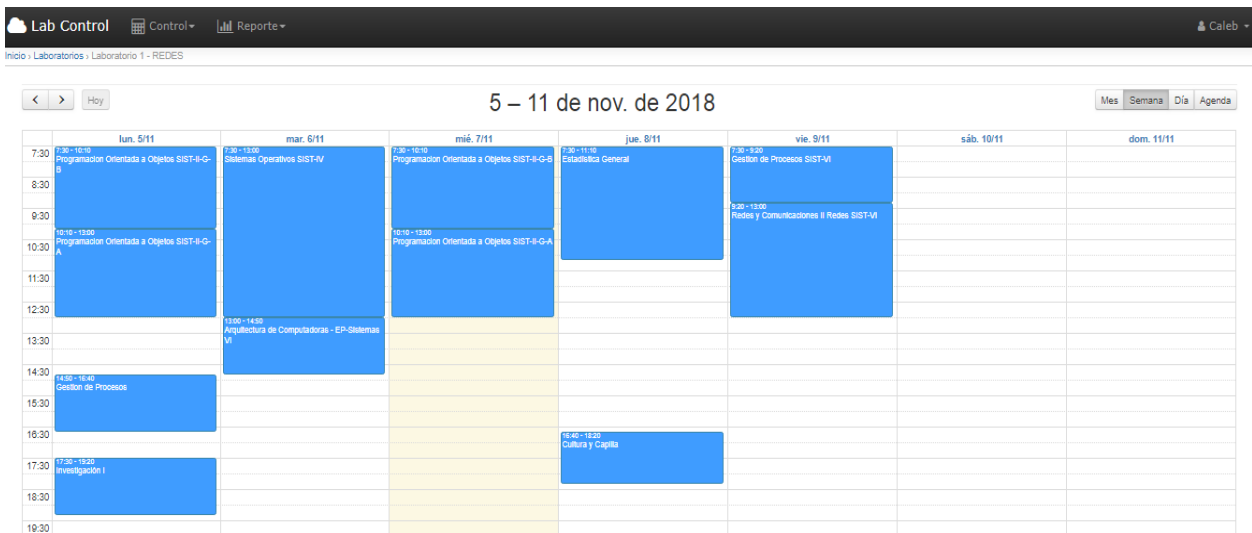 Lab Control Control Reporte Caleb
Inicio › Laboratorios › Laboratorio 1 - REDES
Hoy
5 – 11 de nov. de 2018
Mes Semana Día Agenda
lun. 5/11 mar. 6/11 mié. 7/11 jue. 8/11 vie. 9/11 sáb. 10/11 dom. 11/11
7:30
8:30
9:30
10:30
11:30
12:30
13:30
14:30
15:30
16:30
17:30
18:30
19:30
7:30 - 10:10
Programacion Orientada a Objetos SIST-II-G-
B
10:10 - 13:00
Programacion Orientada a Objetos SIST-II-G-
A
14:50 - 16:40
Gestion de Procesos
17:30 - 19:20
Investigación I
7:30 - 13:00
Sistemas Operativos SIST-IV
13:00 - 14:50
Arquitectura de Computadoras - EP-Sistemas
VI
7:30 - 10:10
Programacion Orientada a Objetos SIST-II-G-B
10:10 - 13:00
Programacion Orientada a Objetos SIST-II-G-A
7:30 - 11:10
Estadística General
16:40 - 18:20
Cultura y Capilla
7:30 - 9:20
Gestion de Procesos SIST-VI
9:20 - 13:00
Redes y Comunicaciones II Redes SIST-VI